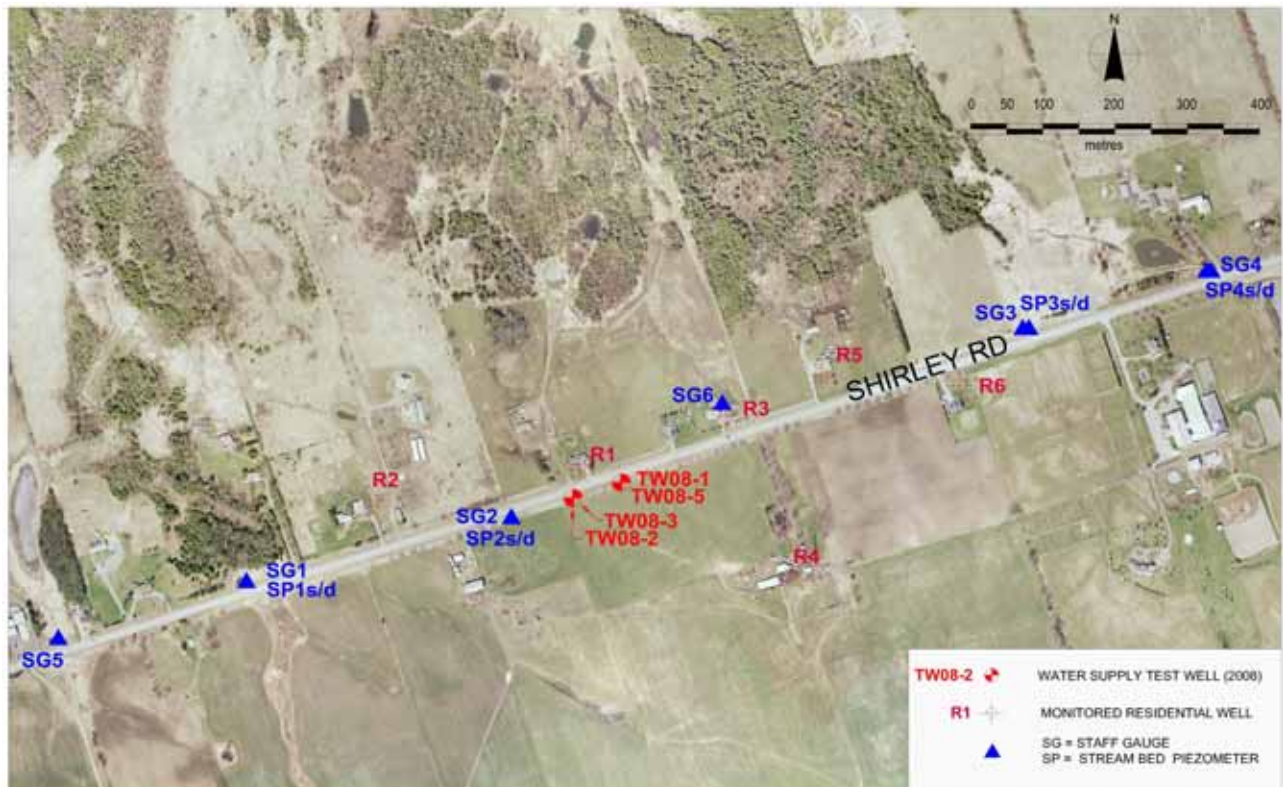 N
0 50 100 200 300 400
metres
SG4
SP4s/d
SG3 SP3s/d
SHIRLEY RD
R5
R6
SG6
R3
R1
TW08-1
TW08-5
R2
SG2
SP2s/d
TW08-3
TW08-2
R4
SG1
SP1s/d
SG5
TW08-2 WATER SUPPLY TEST WELL (2008)
R1 MONITORED RESIDENTIAL WELL
SG = STAFF GAUGE
SP = STREAM BED PIEZOMETER